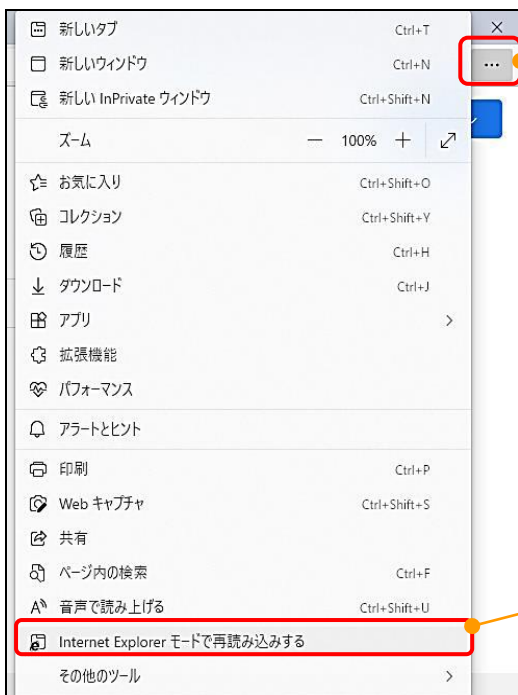 新しいタブ Ctrl+T
新しいウィンドウ Ctrl+N
新しい InPrivate ウィンドウ Ctrl+Shift+N
ズーム — 100% +
お気に入り Ctrl+Shift+O
コレクション Ctrl+Shift+Y
履歴 Ctrl+H
ダウンロード Ctrl+J
アプリ
拡張機能
パフォーマンス
アラートとヒント
印刷 Ctrl+P
Web キャプチャ Ctrl+Shift+S
共有
ページ内の検索 Ctrl+F
音声で読み上げる Ctrl+Shift+U
Internet Explorer モードで再読み込みする
その他のツール